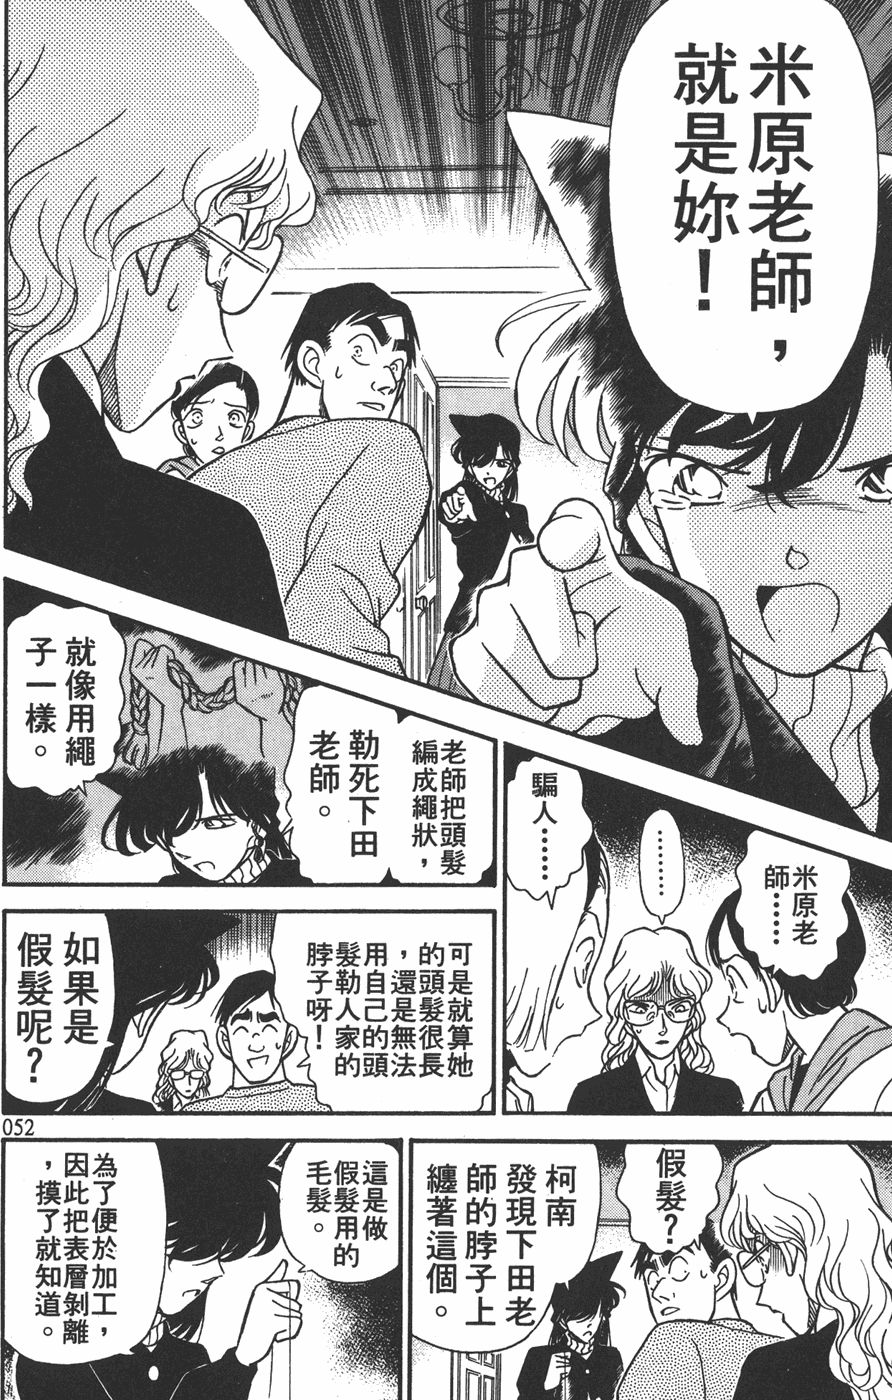 米原老師，
就是妳！
米原老
師……
………
騙人……
老師把頭髮
編成繩狀，
勒死下田
老師。
就像用繩
子一樣。
可是就算她
的頭髮很長
，還是無法
用自己的頭
髮勒人家的
脖子呀！
如果是
假髮呢？
假髮？
柯南
發現下田老
師的脖子上
纏著這個。
這是做
假髮用的
毛髮。
為了便於加工，
因此把表層剝離
，摸了就知道。
052